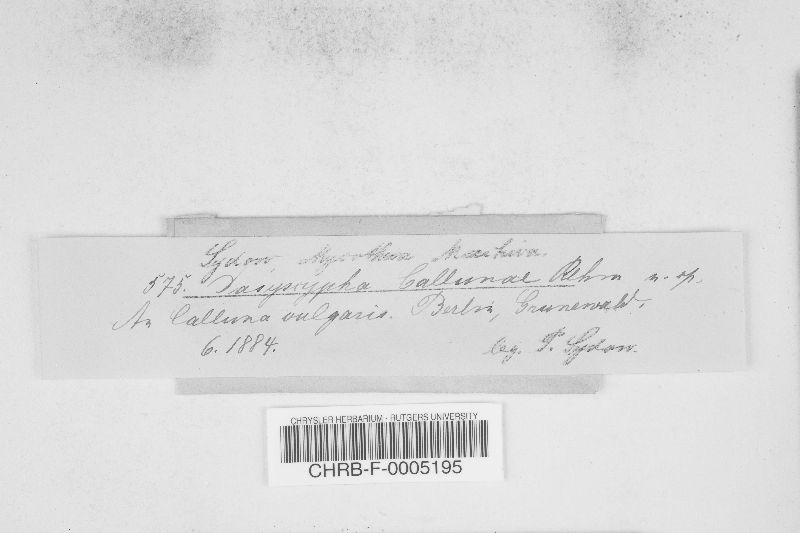 Sydow, Mycotheca Marchica.
575. Dasyscypha Callunae Rehm n. sp.
An Calluna vulgaris. Berlin, Grunewald.
6. 1884. leg. P. Sydow.
CHRYSLER HERBARIUM - RUTGERS UNIVERSITY
CHRB-F-0005195